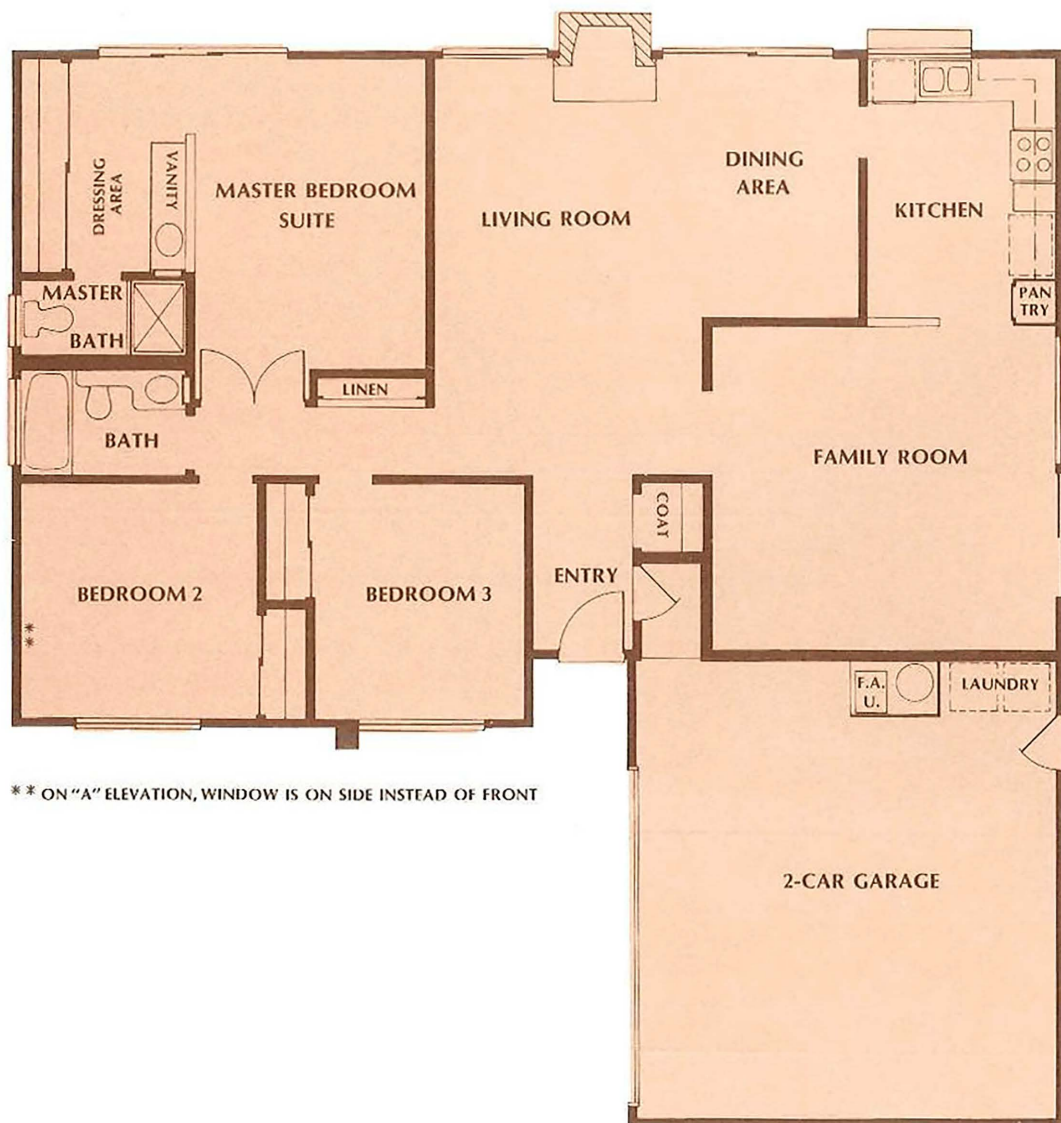 DRESSING
AREA
VANITY
MASTER BEDROOM
SUITE
LIVING ROOM
DINING
AREA
KITCHEN
PAN
TRY
MASTER
BATH
LINEN
BATH
FAMILY ROOM
COAT
BEDROOM 2
**
BEDROOM 3
ENTRY
F.A.
U.
LAUNDRY
** ON "A" ELEVATION, WINDOW IS ON SIDE INSTEAD OF FRONT
2-CAR GARAGE